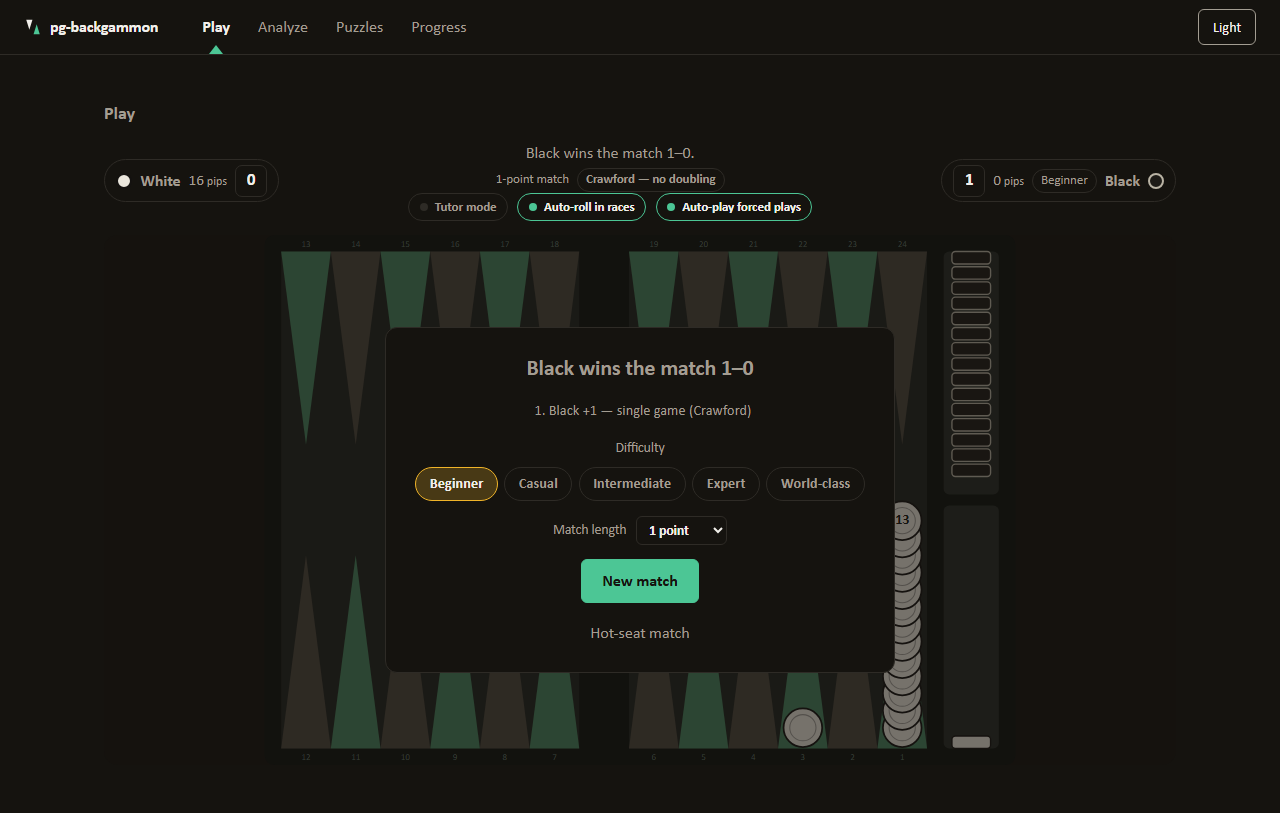 pg-backgammon Play Analyze Puzzles Progress Light
Play
Black wins the match 1–0.
White 16 pips 0
1-point match Crawford — no doubling
1 0 pips Beginner Black
Tutor mode Auto-roll in races Auto-play forced plays
13 14 15 16 17 18 19 20 21 22 23 24
Black wins the match 1–0
1. Black +1 — single game (Crawford)
Difficulty
Beginner Casual Intermediate Expert World-class
13
Match length 1 point
New match
Hot-seat match
12 11 10 9 8 7 6 5 4 3 2 1